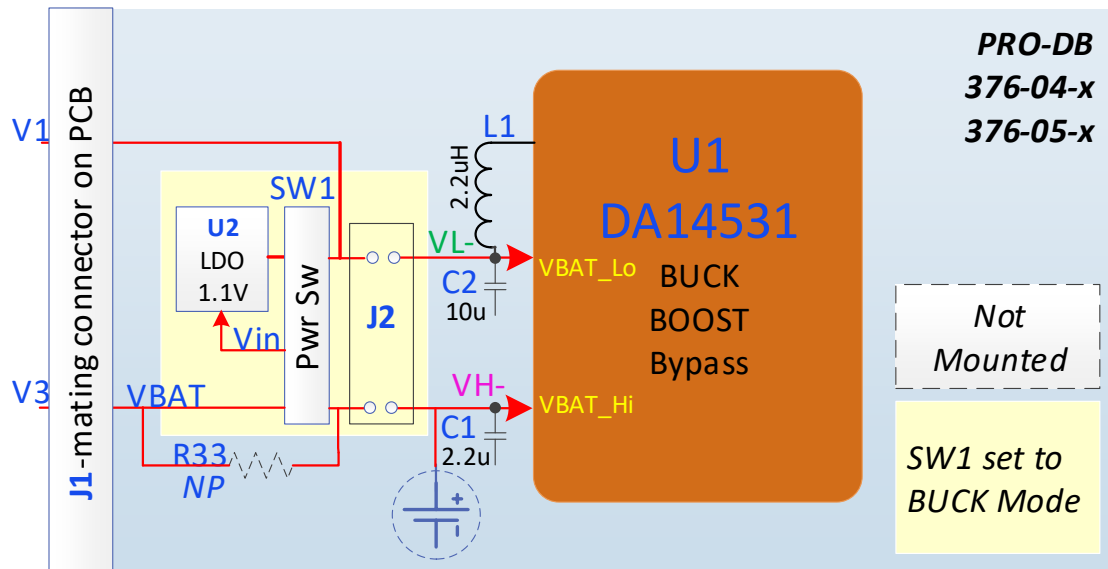 PRO-DB
376-04-x
376-05-x
J1-mating connector on PCB
V1
V3
SW1
U2
LDO
1.1V
Vin
Pwr Sw
J2
VBAT
R33
NP
L1
2.2uH
VL-
C2
10u
VH-
C1
2.2u
+
-
U1
DA14531
BUCK
BOOST
Bypass
VBAT_Lo
VBAT_Hi
Not
Mounted
SW1 set to
BUCK Mode